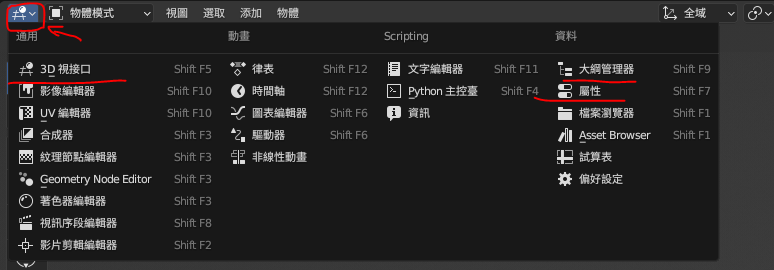 物體模式 視圖 選取 添加 物體 全域
通用 動畫 Scripting 資料
3D 視接口 Shift F5 律表 Shift F12 文字編輯器 Shift F11 大綱管理器 Shift F9
影像編輯器 Shift F10 時間軸 Shift F12 Python 主控臺 Shift F4 屬性 Shift F7
UV 編輯器 Shift F10 圖表編輯器 Shift F6 資訊 檔案瀏覽器 Shift F1
合成器 Shift F3 驅動器 Shift F6 Asset Browser Shift F1
紋理節點編輯器 Shift F3 非線性動畫 試算表
Geometry Node Editor Shift F3 偏好設定
著色器編輯器 Shift F3
視訊序段編輯器 Shift F8
影片剪輯編輯器 Shift F2